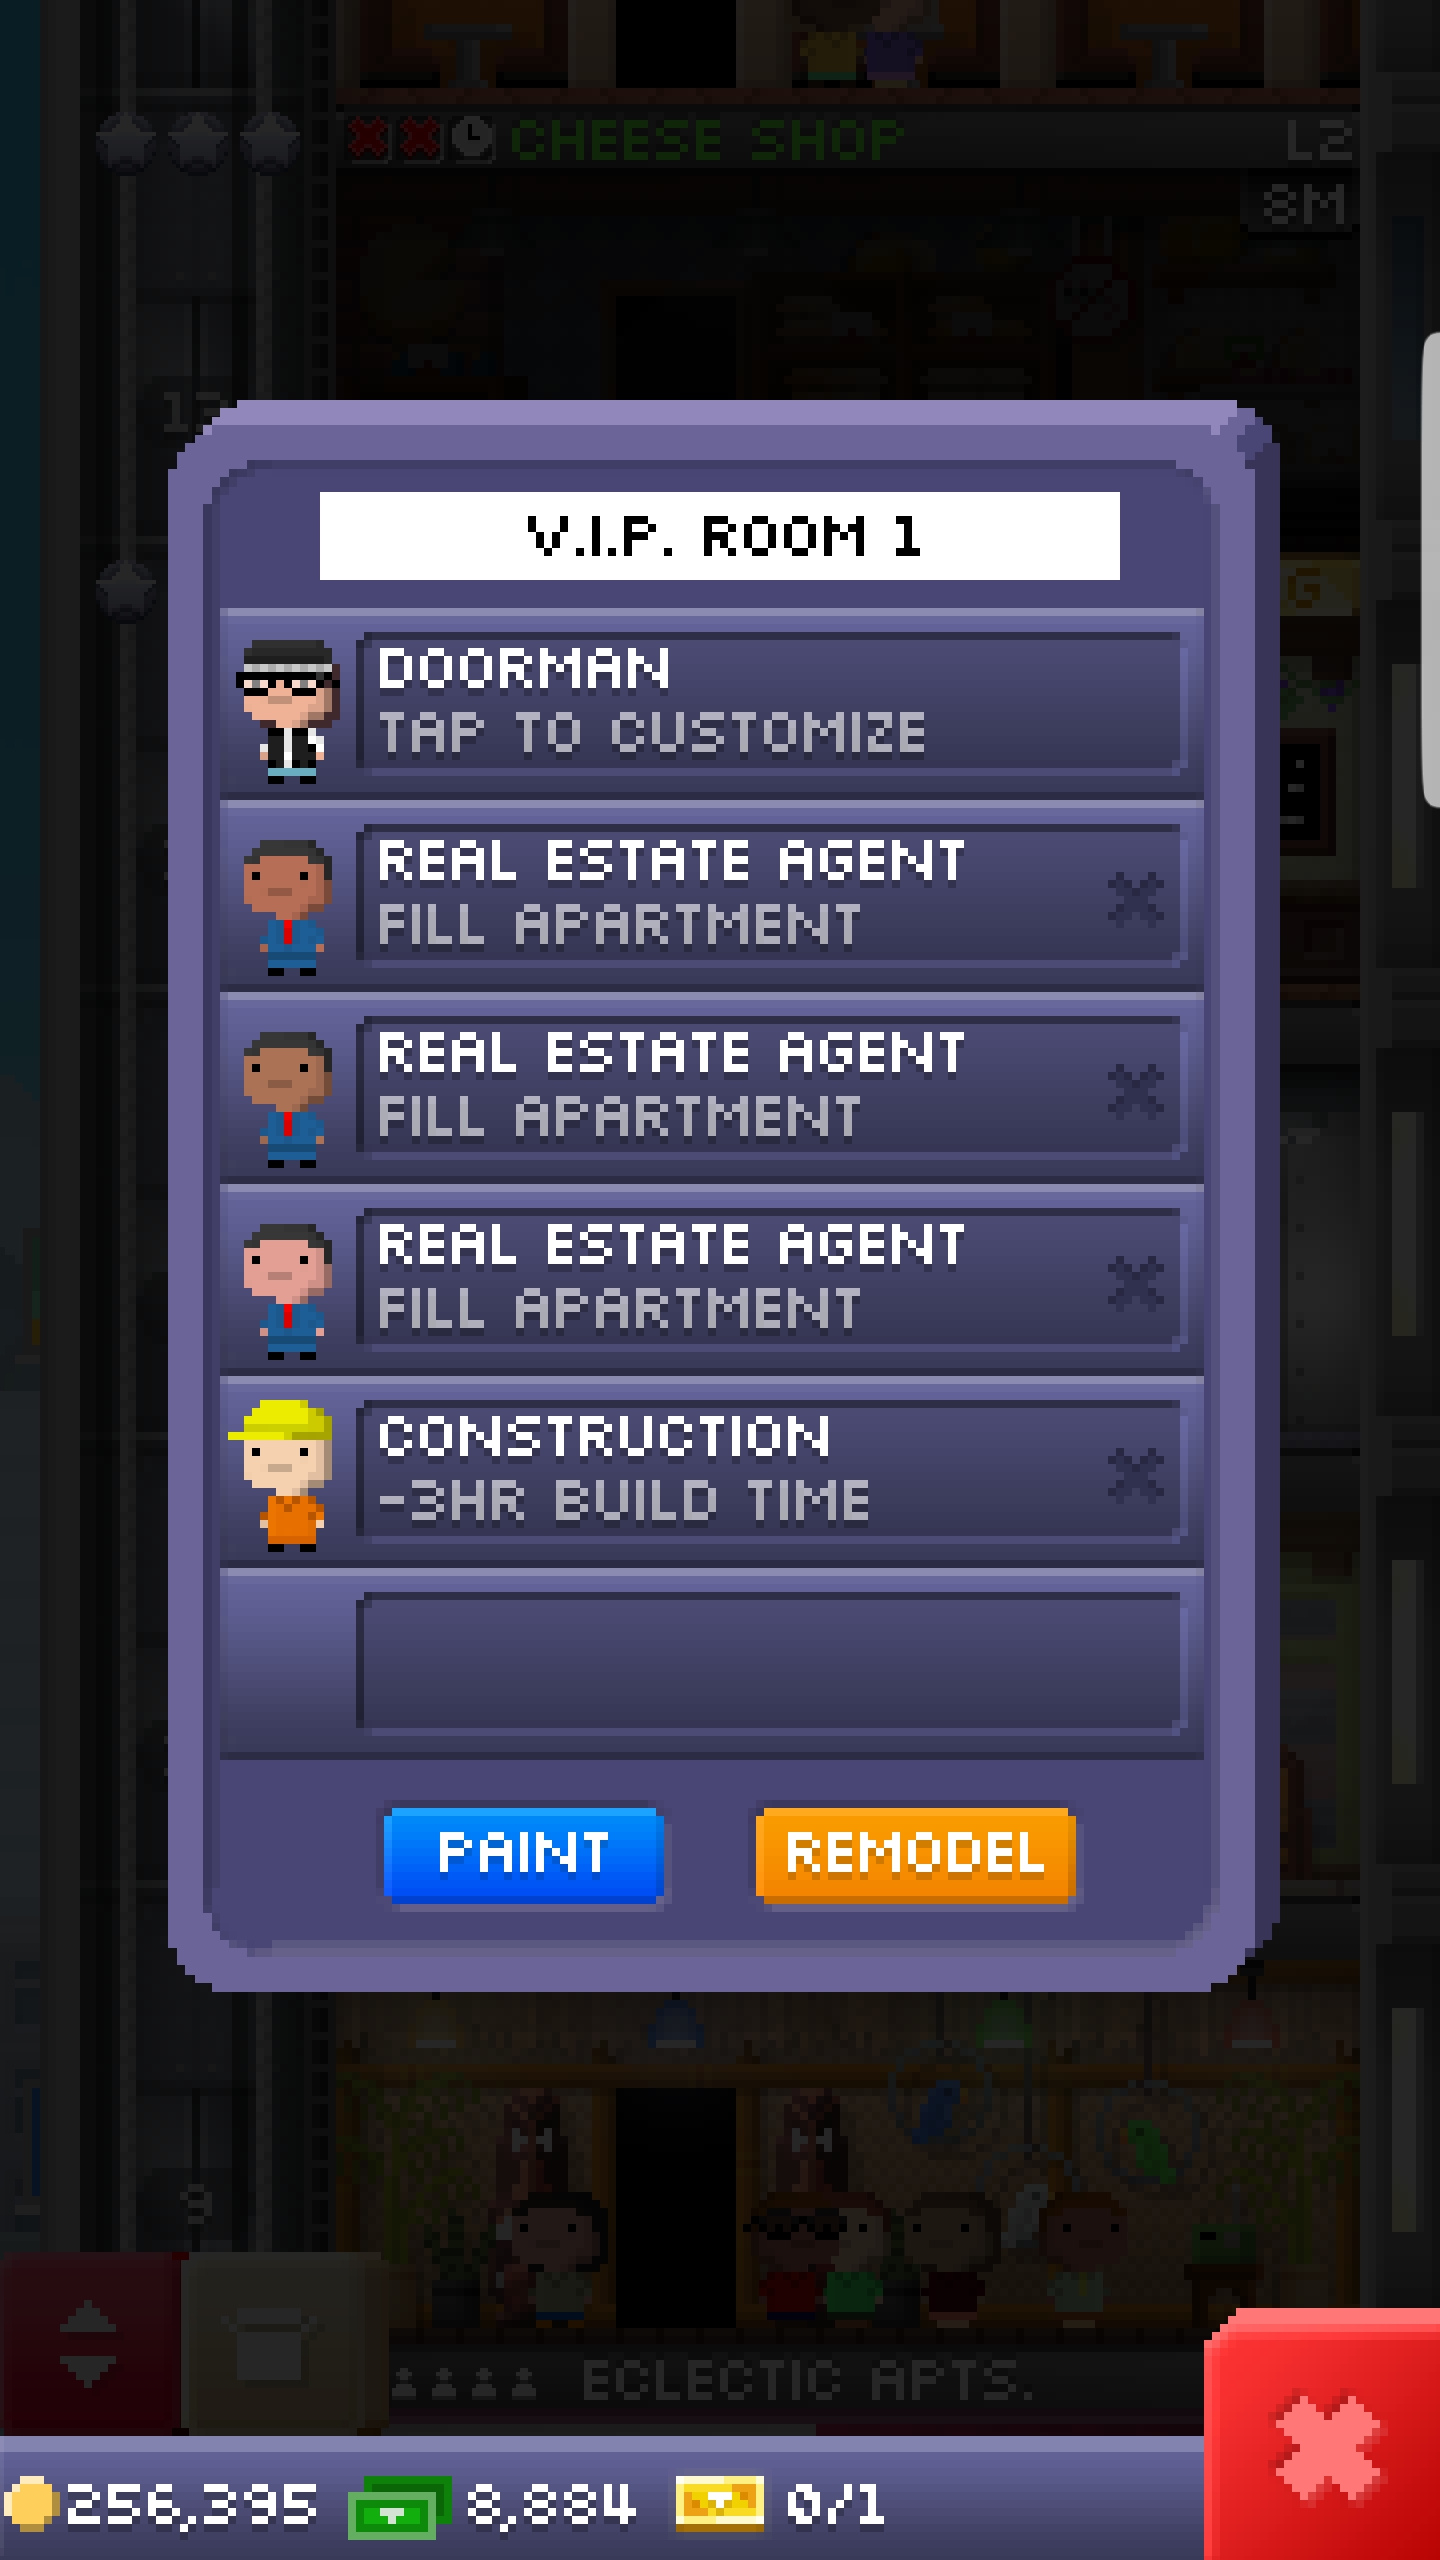 CHEESE SHOP
L2
8M
V.I.P. ROOM 1
G
DOORMAN
TAP TO CUSTOMIZE
REAL ESTATE AGENT
FILL APARTMENT
REAL ESTATE AGENT
FILL APARTMENT
REAL ESTATE AGENT
FILL APARTMENT
CONSTRUCTION
-3HR BUILD TIME
PAINT
REMODEL
9
ECLECTIC APTS.
256,395
8,884
0/1